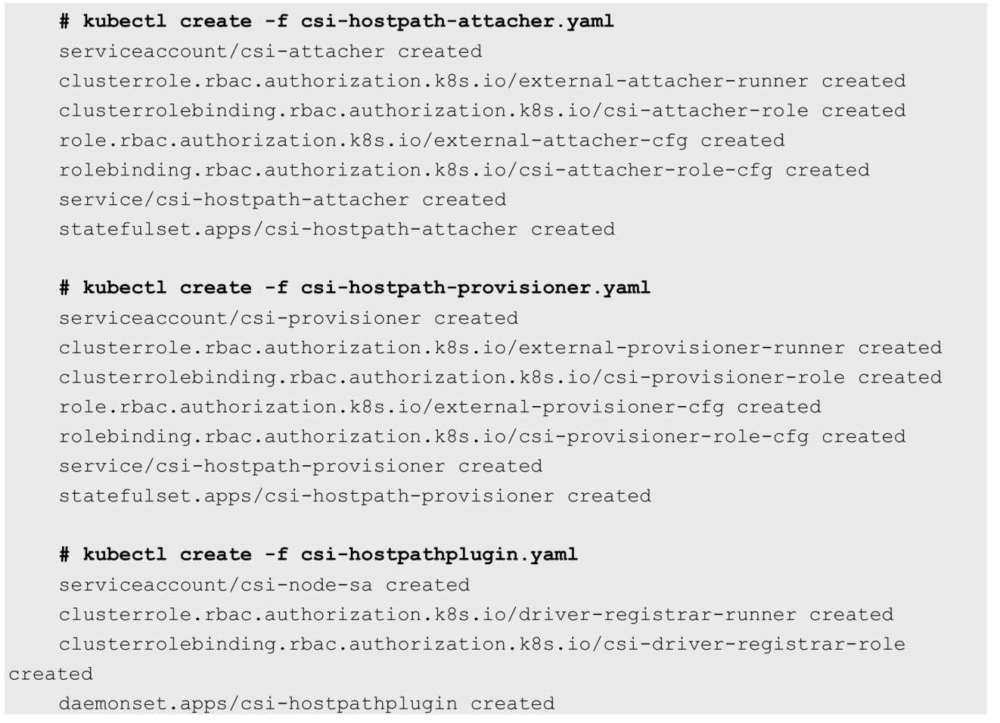 # kubectl create -f csi-hostpath-attacher.yaml
serviceaccount/csi-attacher created
clusterrole.rbac.authorization.k8s.io/external-attacher-runner created
clusterrolebinding.rbac.authorization.k8s.io/csi-attacher-role created
role.rbac.authorization.k8s.io/external-attacher-cfg created
rolebinding.rbac.authorization.k8s.io/csi-attacher-role-cfg created
service/csi-hostpath-attacher created
statefulset.apps/csi-hostpath-attacher created
# kubectl create -f csi-hostpath-provisioner.yaml
serviceaccount/csi-provisioner created
clusterrole.rbac.authorization.k8s.io/external-provisioner-runner created
clusterrolebinding.rbac.authorization.k8s.io/csi-provisioner-role created
role.rbac.authorization.k8s.io/external-provisioner-cfg created
rolebinding.rbac.authorization.k8s.io/csi-provisioner-role-cfg created
service/csi-hostpath-provisioner created
statefulset.apps/csi-hostpath-provisioner created
# kubectl create -f csi-hostpathplugin.yaml
serviceaccount/csi-node-sa created
clusterrole.rbac.authorization.k8s.io/driver-registrar-runner created
clusterrolebinding.rbac.authorization.k8s.io/csi-driver-registrar-role
created
daemonset.apps/csi-hostpathplugin created